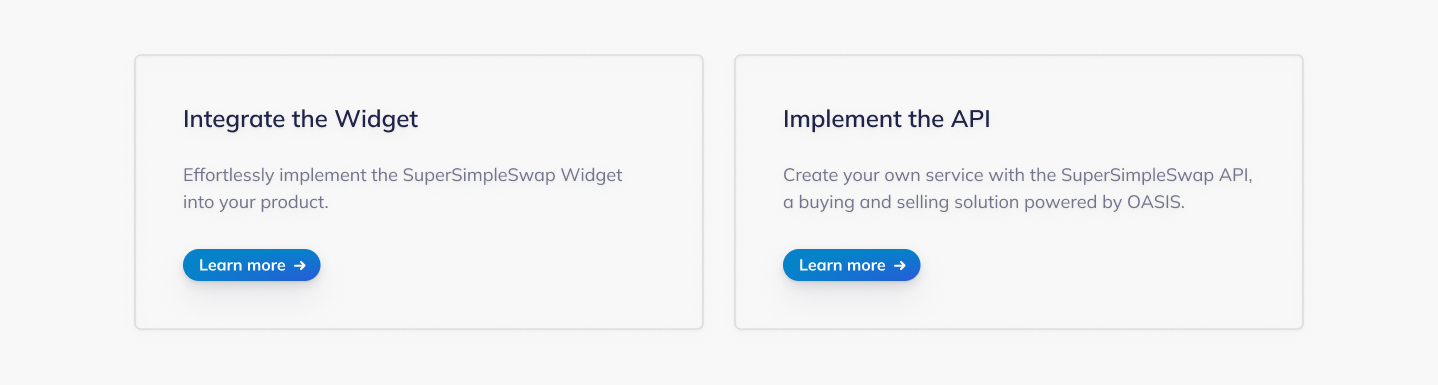 Integrate the Widget
Effortlessly implement the SuperSimpleSwap Widget
into your product.
Learn more →
Implement the API
Create your own service with the SuperSimpleSwap API,
a buying and selling solution powered by OASIS.
Learn more →